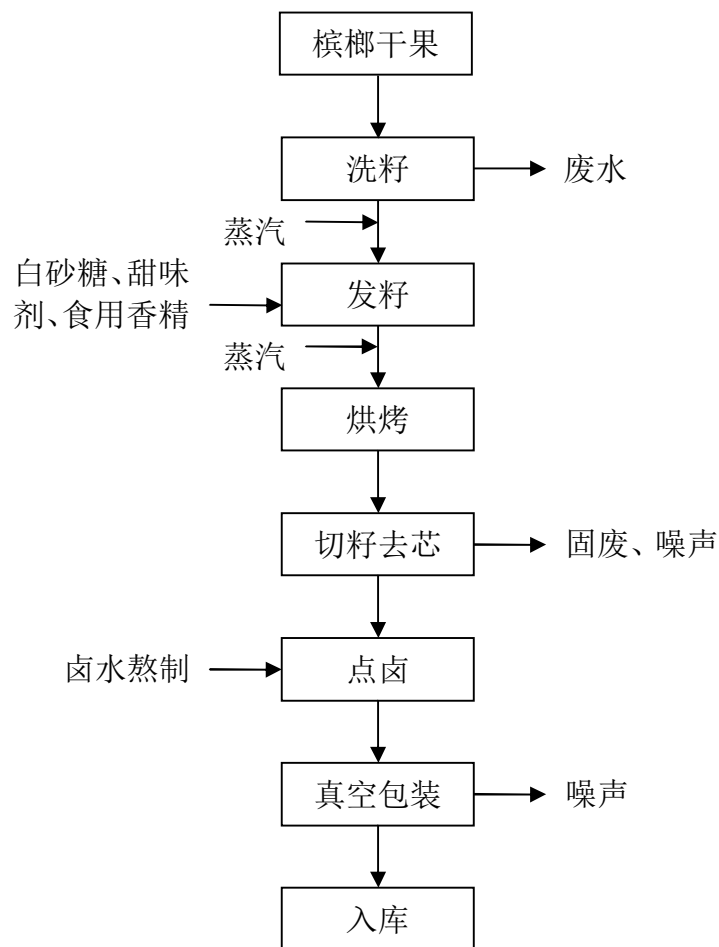 槟榔干果
洗籽
废水
蒸汽
白砂糖、甜味
剂、食用香精
发籽
蒸汽
烘烤
切籽去芯
固废、噪声
卤水熬制
点卤
真空包装
噪声
入库